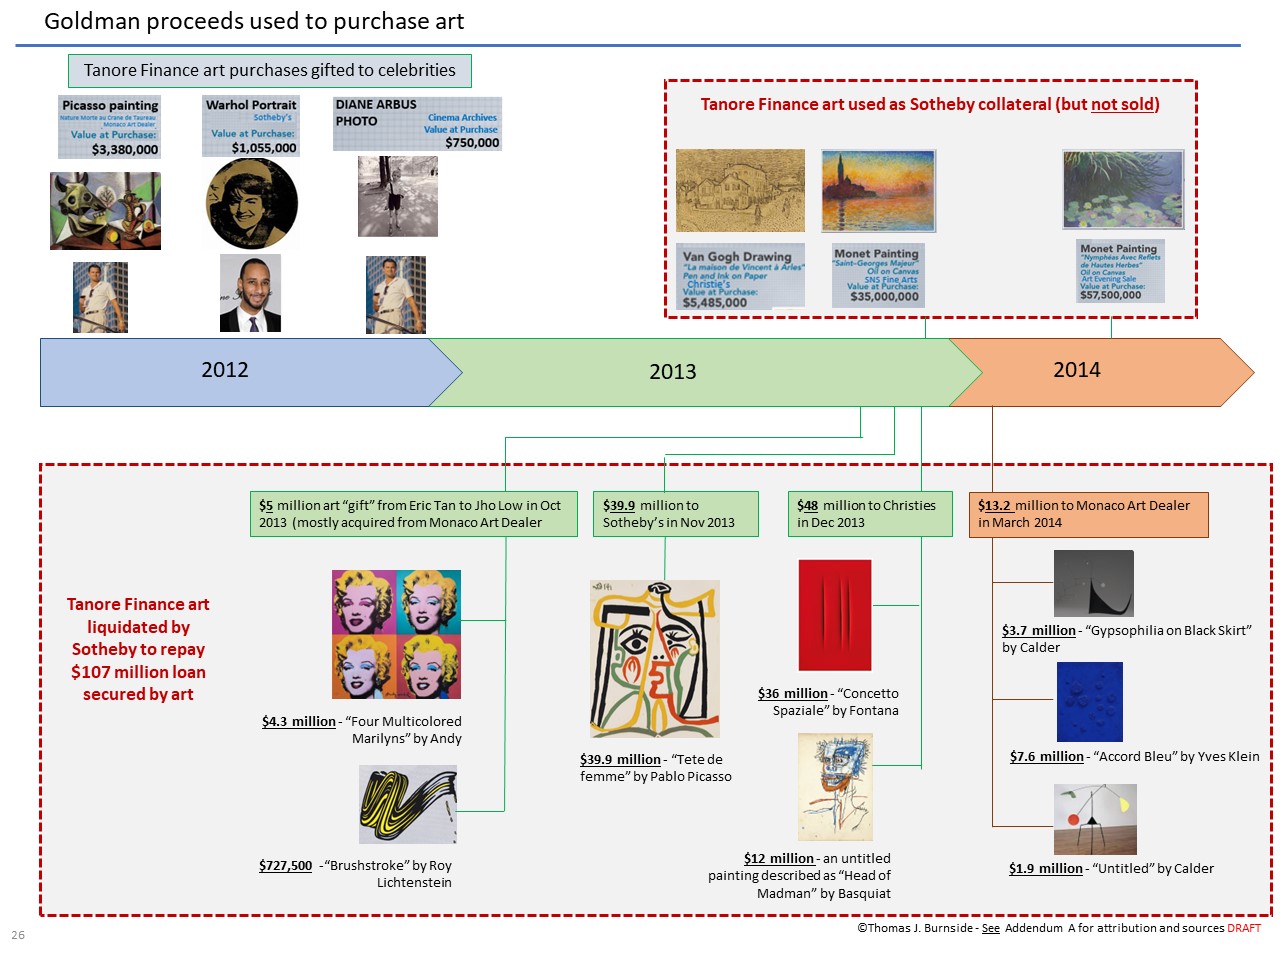 Goldman proceeds used to purchase art
Tanore Finance art purchases gifted to celebrities
Picasso painting
Nature Morte au Crane de Taureau
Monaco Art Dealer
Value at Purchase:
$3,380,000
Warhol Portrait
Sotheby's
Value at Purchase:
$1,055,000
DIANE ARBUS
PHOTO
Cinema Archives
Value at Purchase
$750,000
Tanore Finance art used as Sotheby collateral (but not sold)
Van Gogh Drawing
"La maison de Vincent à Arles"
Pen and Ink on Paper
Christie's
Value at Purchase:
$5,485,000
Monet Painting
"Saint-Georges Majeur"
Oil on Canvas
SNS Fine Arts
Value at Purchase:
$35,000,000
Monet Painting
"Nymphéas Avec Reflets
de Hautes Herbes"
Oil on Canvas
Art Evening Sale
Value at Purchase:
$57,500,000
2012
2013
2014
$5 million art “gift” from Eric Tan to Jho Low in Oct
2013 (mostly acquired from Monaco Art Dealer
$39.9 million to
Sotheby’s in Nov 2013
$48 million to Christies
in Dec 2013
$13.2 million to Monaco Art Dealer
in March 2014
Tanore Finance art
liquidated by
Sotheby to repay
$107 million loan
secured by art
$4.3 million - “Four Multicolored
Marilyns” by Andy
$727,500 -“Brushstroke” by Roy
Lichtenstein
$39.9 million - “Tete de
femme” by Pablo Picasso
$36 million - “Concetto
Spaziale” by Fontana
$12 million - an untitled
painting described as “Head of
Madman” by Basquiat
$3.7 million - “Gypsophilia on Black Skirt”
by Calder
$7.6 million - “Accord Bleu” by Yves Klein
$1.9 million - “Untitled” by Calder
©Thomas J. Burnside - See Addendum A for attribution and sources DRAFT
26